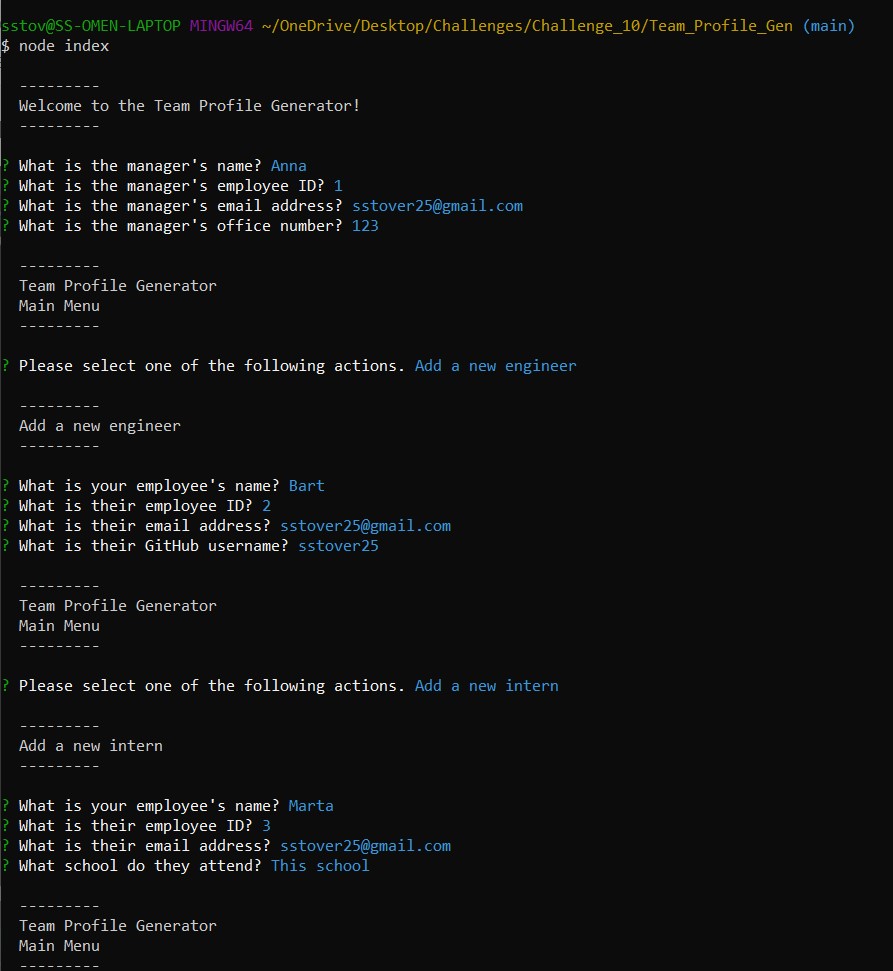 sstov@SS-OMEN-LAPTOP MINGW64 ~/OneDrive/Desktop/Challenges/Challenge_10/Team_Profile_Gen (main)
$ node index
---------
Welcome to the Team Profile Generator!
---------
? What is the manager's name? Anna
? What is the manager's employee ID? 1
? What is the manager's email address? sstover25@gmail.com
? What is the manager's office number? 123
---------
Team Profile Generator
Main Menu
---------
? Please select one of the following actions. Add a new engineer
---------
Add a new engineer
---------
? What is your employee's name? Bart
? What is their employee ID? 2
? What is their email address? sstover25@gmail.com
? What is their GitHub username? sstover25
---------
Team Profile Generator
Main Menu
---------
? Please select one of the following actions. Add a new intern
---------
Add a new intern
---------
? What is your employee's name? Marta
? What is their employee ID? 3
? What is their email address? sstover25@gmail.com
? What school do they attend? This school
---------
Team Profile Generator
Main Menu
---------